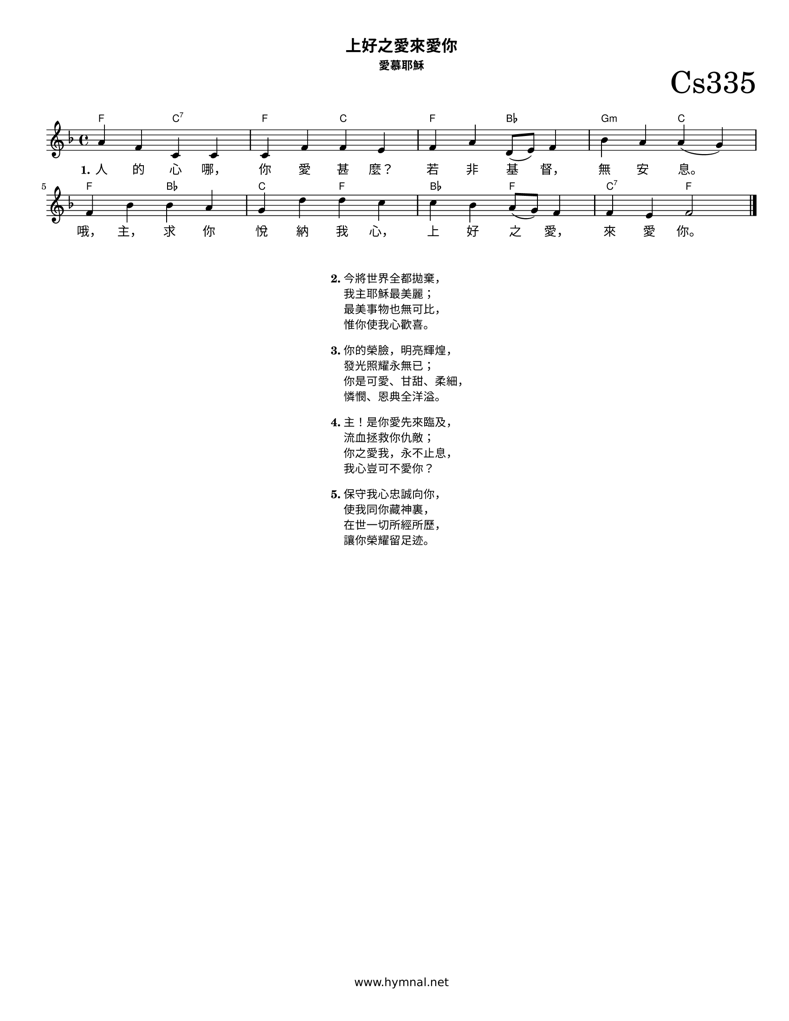 上好之愛來愛你
愛慕耶穌
Cs335
F C7 F C F B♭ Gm C
1. 人 的 心 哪， 你 愛 甚 麼？ 若 非 基 督， 無 安 息。
5 F B♭ C F B♭ F C7 F
哦， 主， 求 你 悅 納 我 心， 上 好 之 愛， 來 愛 你。
2. 今將世界全都拋棄，
我主耶穌最美麗；
最美事物也無可比，
惟你使我心歡喜。
3. 你的榮臉，明亮輝煌，
發光照耀永無已；
你是可愛、甘甜、柔細，
憐憫、恩典全洋溢。
4. 主！是你愛先來臨及，
流血拯救你仇敵；
你之愛我，永不止息，
我心豈可不愛你？
5. 保守我心忠誠向你，
使我同你藏神裏，
在世一切所經所歷，
讓你榮耀留足迹。
www.hymnal.net